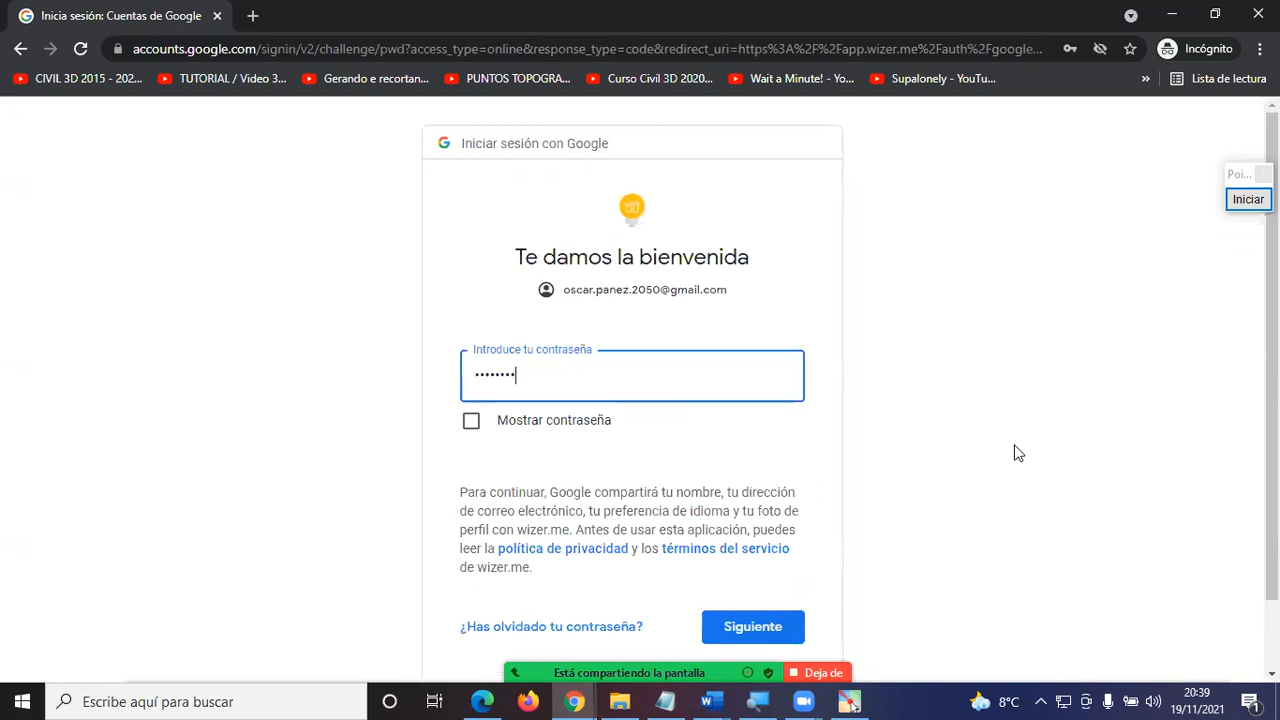 Inicia sesión: Cuentas de Google
accounts.google.com/signin/v2/challenge/pwd?access_type=online&response_type=code&redirect_uri=https%3A%2F%2Fapp.wizer.me%2Fauth%2Fgoogle...
Incógnito
CIVIL 3D 2015 - 202...
TUTORIAL / Video 3...
Gerando e recortan...
PUNTOS TOPOGRA...
Curso Civil 3D 2020...
Wait a Minute! - Yo...
Supalonely - YouTu...
»
Lista de lectura
Iniciar sesión con Google
Poi...
Iniciar
Te damos la bienvenida
oscar.panez.2050@gmail.com
Introduce tu contraseña
••••••••
Mostrar contraseña
Para continuar, Google compartirá tu nombre, tu dirección
de correo electrónico, tu preferencia de idioma y tu foto de
perfil con wizer.me. Antes de usar esta aplicación, puedes
leer la política de privacidad y los términos del servicio
de wizer.me.
¿Has olvidado tu contraseña?
Siguiente
Está compartiendo la pantalla
Deja de
Escribe aquí para buscar
8°C
20:39
19/11/2021
1